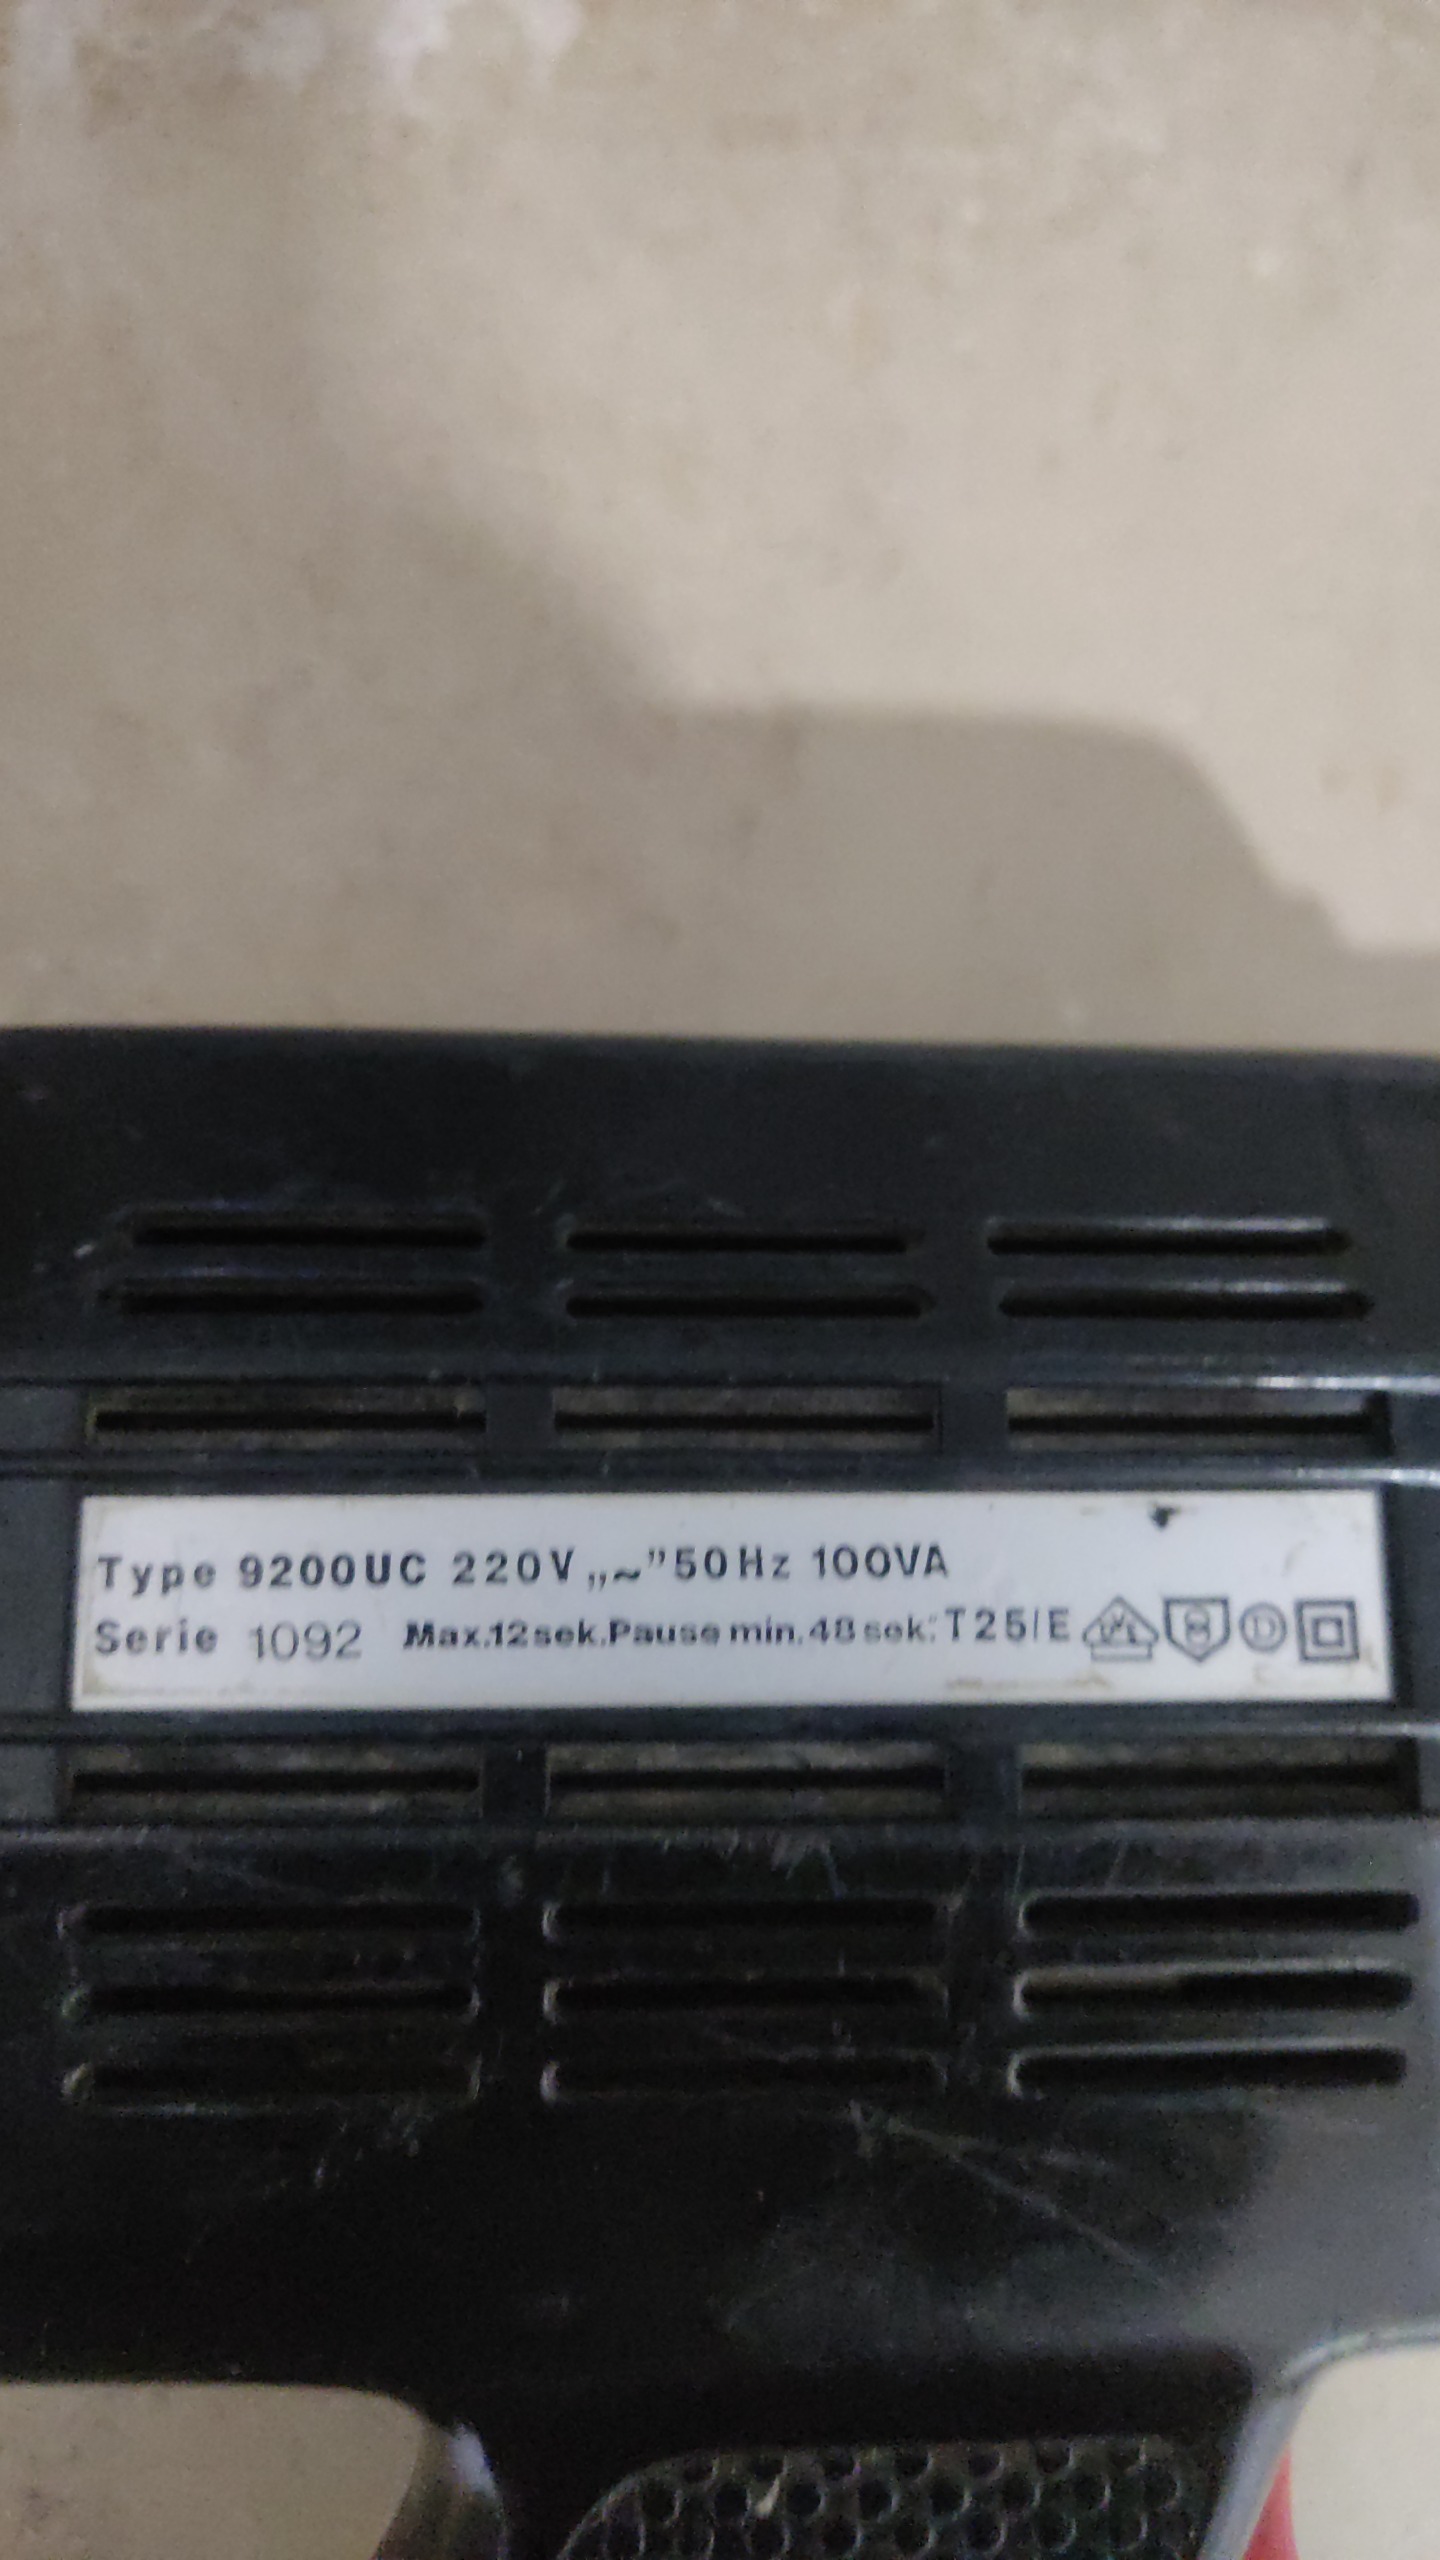 Type 9200UC 220V „~” 50Hz 100VA
Serie 1092 Max.12sek.Pause min.48sek: T25/E D